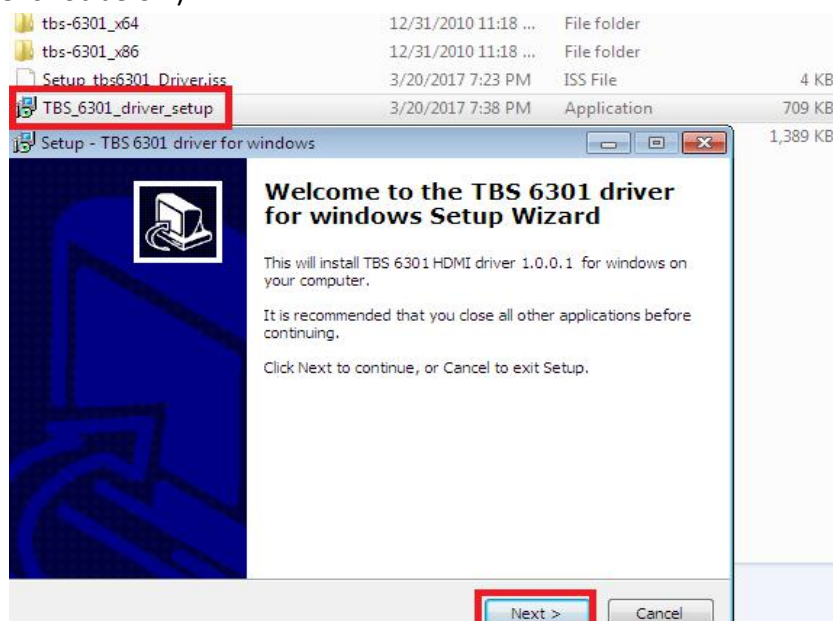 tbs-6301_x64 12/31/2010 11:18 ... File folder
tbs-6301_x86 12/31/2010 11:18 ... File folder
Setup_tbs6301_Driver.iss 3/20/2017 7:23 PM ISS File 4 KB
TBS_6301_driver_setup 3/20/2017 7:38 PM Application 709 KB
1,389 KB
Setup - TBS 6301 driver for windows
Welcome to the TBS 6301 driver
for windows Setup Wizard
This will install TBS 6301 HDMI driver 1.0.0.1 for windows on
your computer.
It is recommended that you close all other applications before
continuing.
Click Next to continue, or Cancel to exit Setup.
Next > Cancel